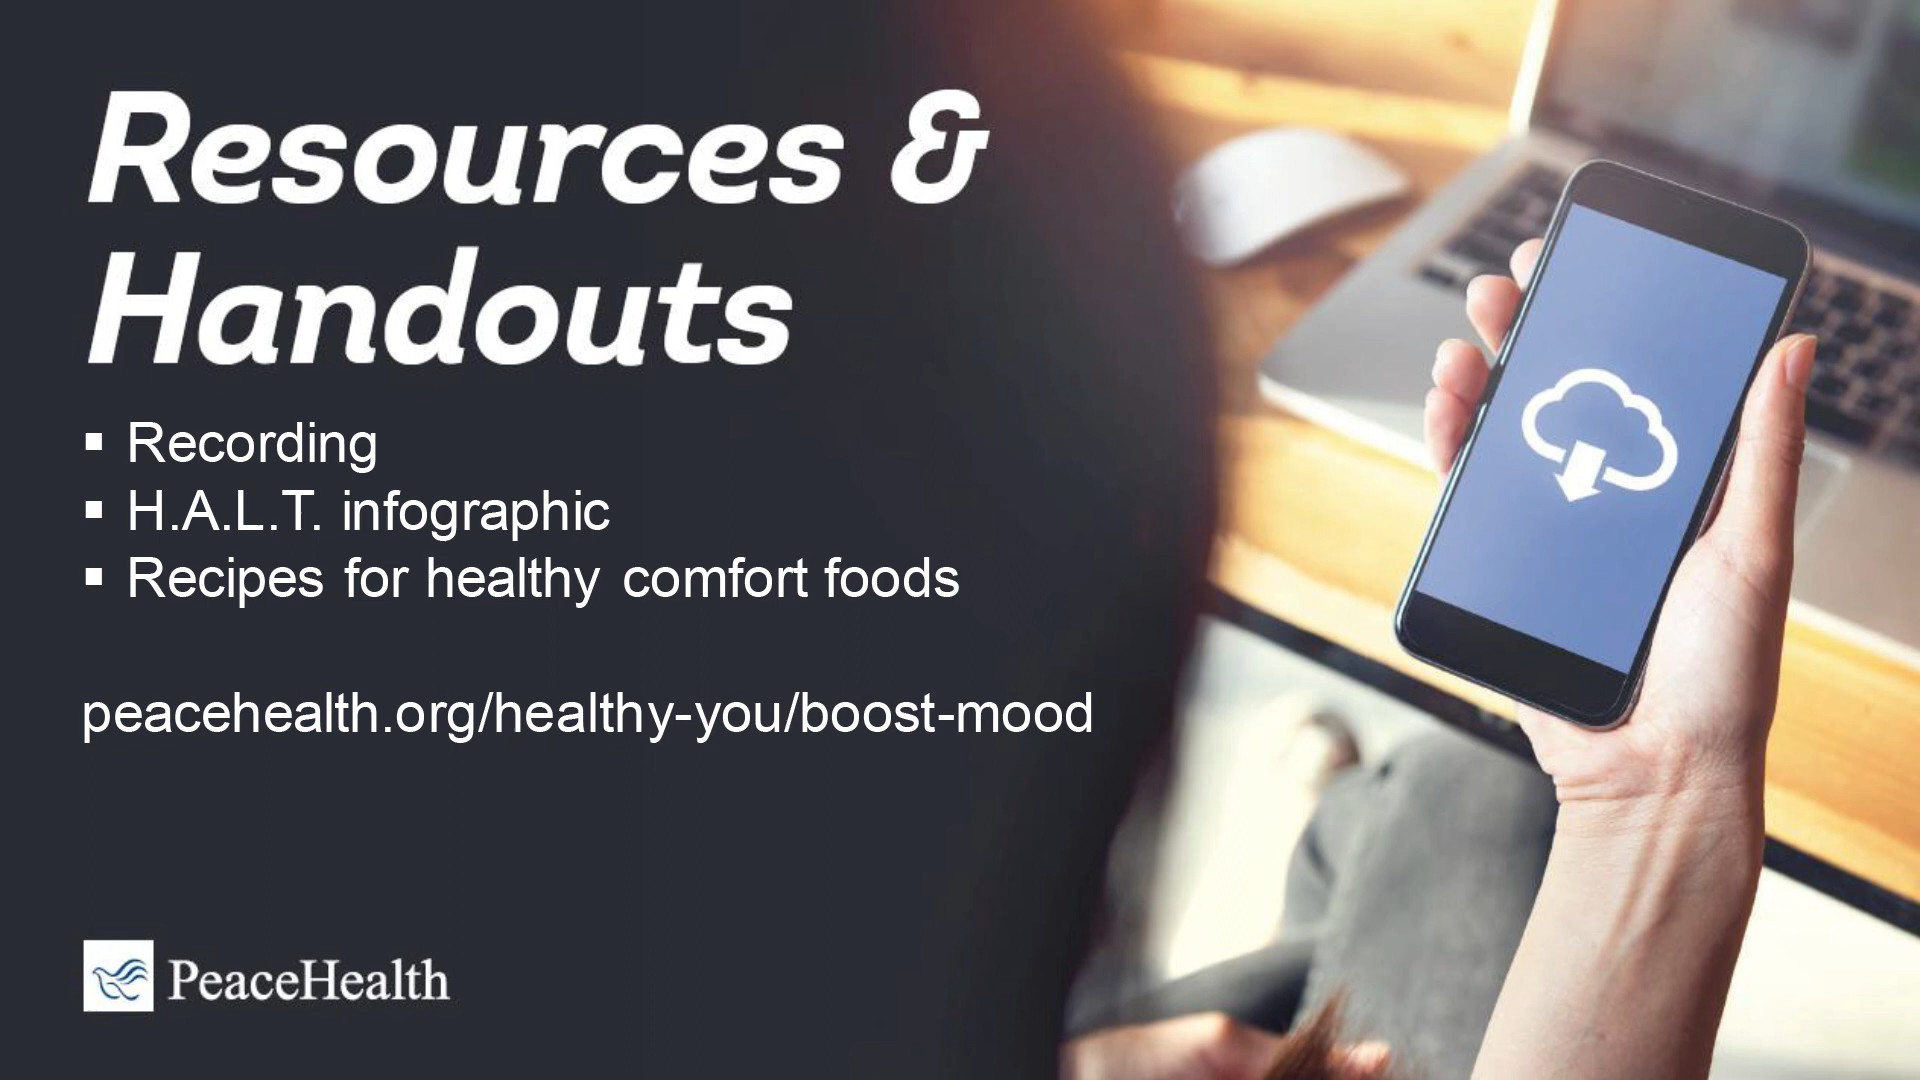 Resources &
Handouts
▪ Recording
▪ H.A.L.T. infographic
▪ Recipes for healthy comfort foods
peacehealth.org/healthy-you/boost-mood
PeaceHealth